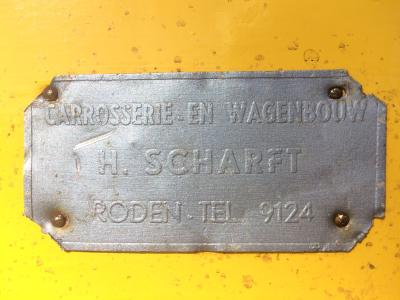 CARROSSERIE-EN WAGENBOUW
H. SCHARFT
RODEN-TEL. 9124